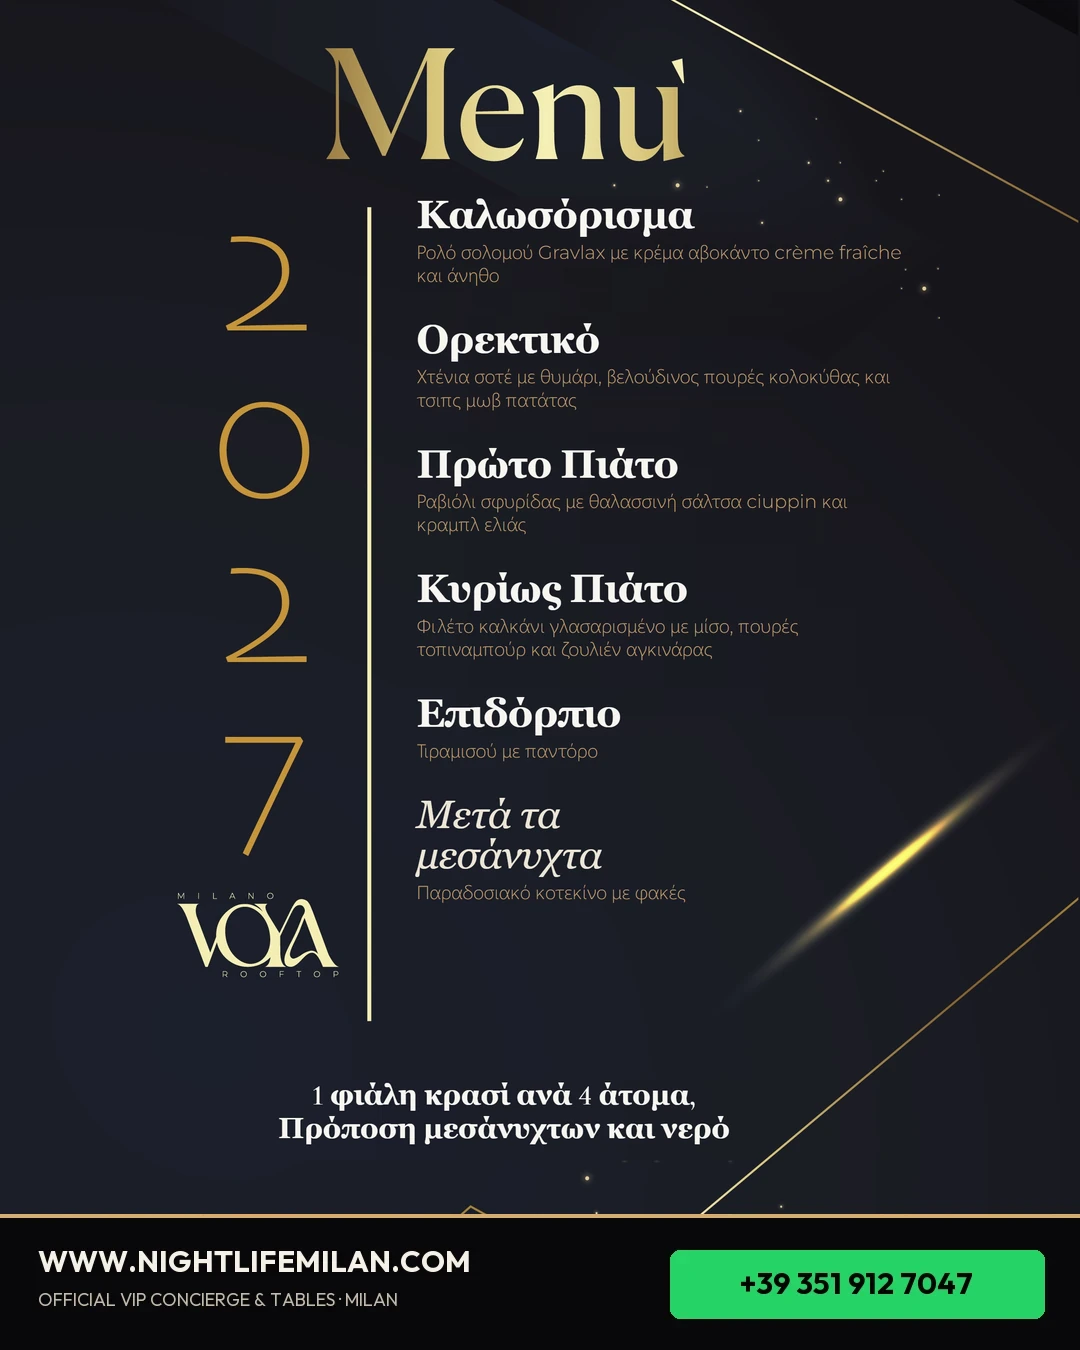 Menù
2
0
2
7
Καλωσόρισμα
Ρολό σολομού Gravlax με κρέμα αβοκάντο crème fraîche
και άνηθο
Ορεκτικό
Χτένια σοτέ με θυμάρι, βελούδινος πουρές κολοκύθας και
τσιπς μωβ πατάτας
Πρώτο Πιάτο
Ραβιόλι σφυρίδας με θαλασσινή σάλτσα ciuppin και
κραμπλ ελιάς
Κυρίως Πιάτο
Φιλέτο καλκάνι γλασαρισμένο με μίσο, πουρές
τοπιναμπούρ και ζουλιέν αγκινάρας
Επιδόρπιο
Τιραμισού με παντόρο
Μετά τα
μεσάνυχτα
Παραδοσιακό κοτεκίνο με φακές
MILANO
VOYA
ROOFTOP
1 φιάλη κρασί ανά 4 άτομα,
Πρόποση μεσάνυχτων και νερό
WWW.NIGHTLIFEMILAN.COM
OFFICIAL VIP CONCIERGE & TABLES · MILAN
+39 351 912 7047